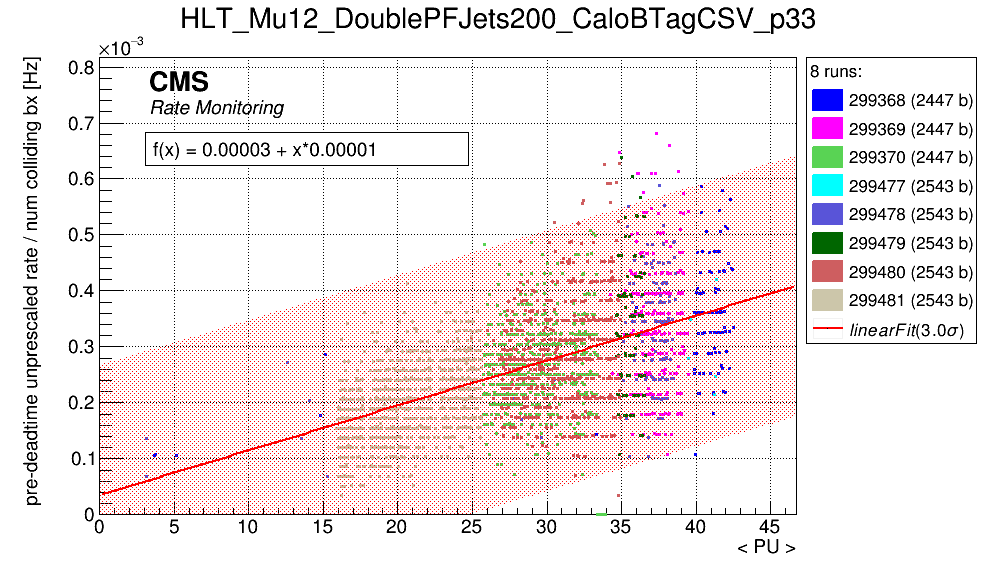 HLT_Mu12_DoublePFJets200_CaloBTagCSV_p33
×10⁻³
pre-deadtime unprescaled rate / num colliding bx [Hz]
0.8
0.7
0.6
0.5
0.4
0.3
0.2
0.1
0
CMS
Rate Monitoring
f(x) = 0.00003 + x*0.00001
0 5 10 15 20 25 30 35 40 45
< PU >
8 runs:
299368 (2447 b)
299369 (2447 b)
299370 (2447 b)
299477 (2543 b)
299478 (2543 b)
299479 (2543 b)
299480 (2543 b)
299481 (2543 b)
linearFit(3.0σ)